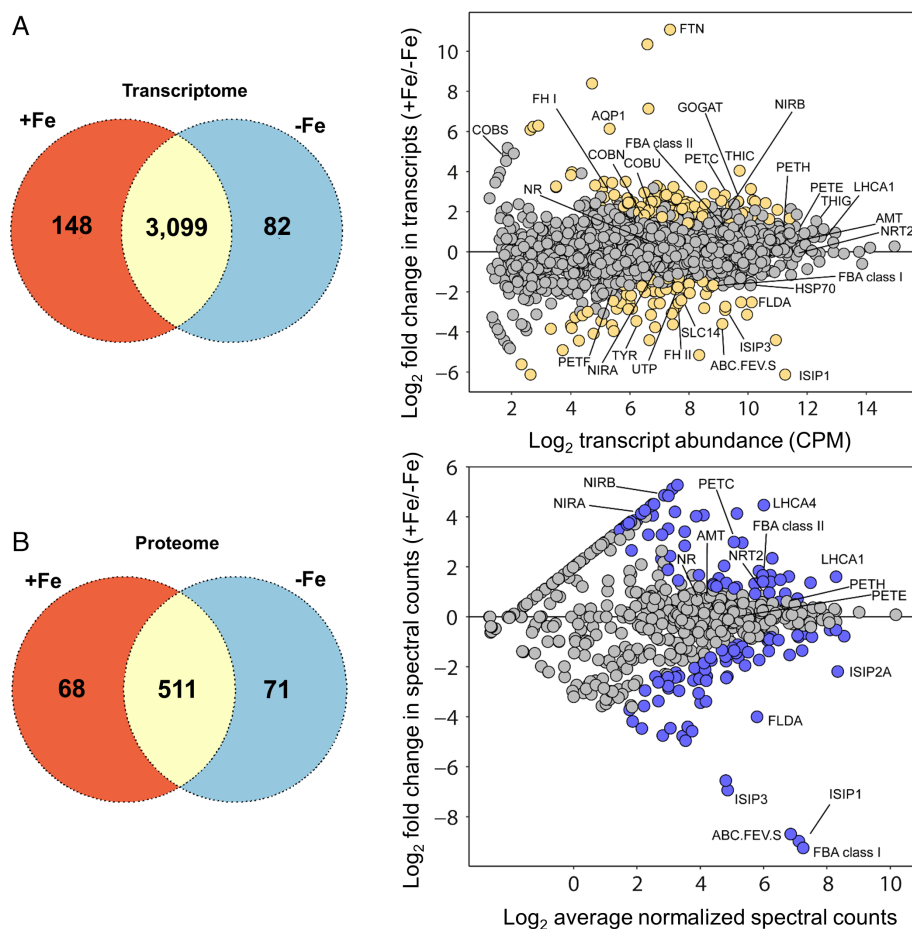 A
Transcriptome
+Fe
-Fe
148
3,099
82
Log2 fold change in transcripts (+Fe/-Fe)
10
8
6
4
2
0
-2
-4
-6
FTN
FH I
AQP1
GOGAT
NIRB
COBS
FBA class II
COBN
PETC
THIC
COBU
PETH
NR
PETE
LHCA1
THIG
AMT
NRT2
FBA class I
HSP70
FLDA
SLC14
ISIP3
PETF
TYR
FH II
NIRA
UTP
ABC.FEV.S
ISIP1
2
4
6
8
10
12
14
Log2 transcript abundance (CPM)
B
Proteome
+Fe
-Fe
68
511
71
Log2 fold change in spectral counts (+Fe/-Fe)
6
4
2
0
-2
-4
-6
-8
NIRB
PETC
NIRA
LHCA4
FBA class II
AMT
NRT2
LHCA1
NR
PETH
PETE
ISIP2A
FLDA
ISIP3
ISIP1
ABC.FEV.S
FBA class I
0
2
4
6
8
10
Log2 average normalized spectral counts